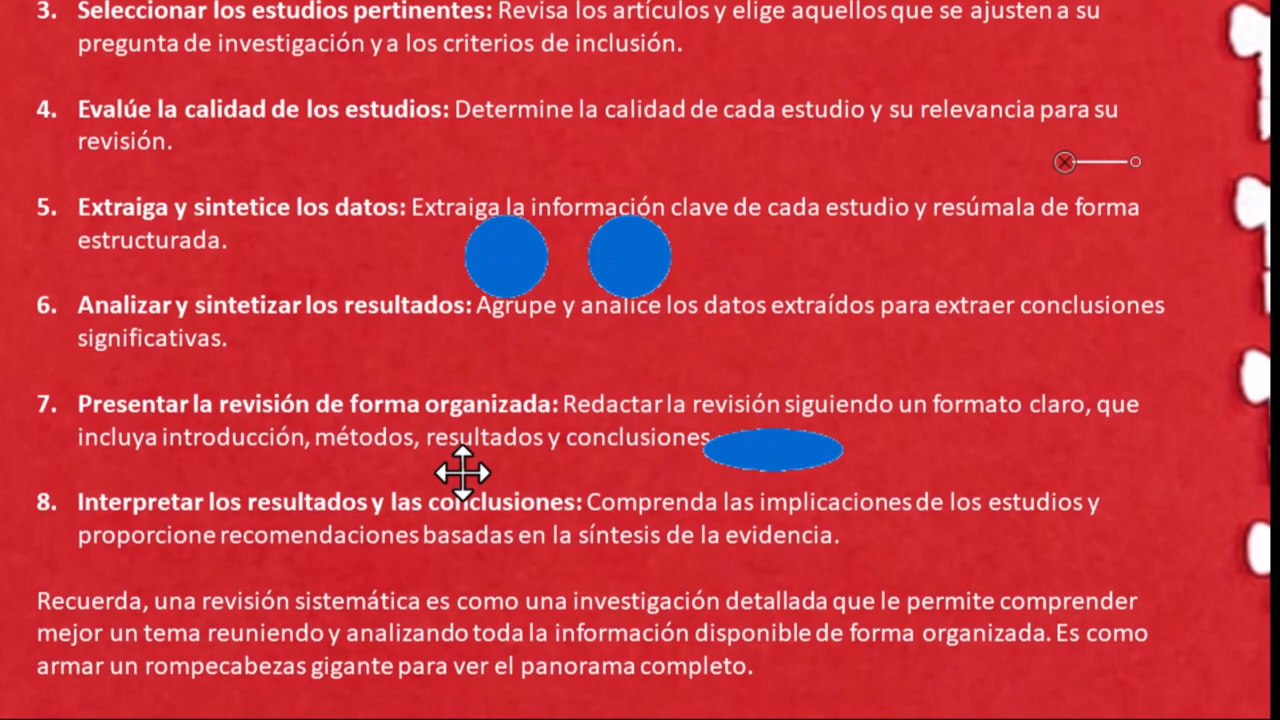 3. Seleccionar los estudios pertinentes: Revisa los artículos y elige aquellos que se ajusten a su
pregunta de investigación y a los criterios de inclusión.
4. Evalúe la calidad de los estudios: Determine la calidad de cada estudio y su relevancia para su
revisión.
5. Extraiga y sintetice los datos: Extraiga la información clave de cada estudio y resúmala de forma
estructurada.
6. Analizar y sintetizar los resultados: Agrupe y analice los datos extraídos para extraer conclusiones
significativas.
7. Presentar la revisión de forma organizada: Redactar la revisión siguiendo un formato claro, que
incluya introducción, métodos, resultados y conclusiones
8. Interpretar los resultados y las conclusiones: Comprenda las implicaciones de los estudios y
proporcione recomendaciones basadas en la síntesis de la evidencia.
Recuerda, una revisión sistemática es como una investigación detallada que le permite comprender
mejor un tema reuniendo y analizando toda la información disponible de forma organizada. Es como
armar un rompecabezas gigante para ver el panorama completo.